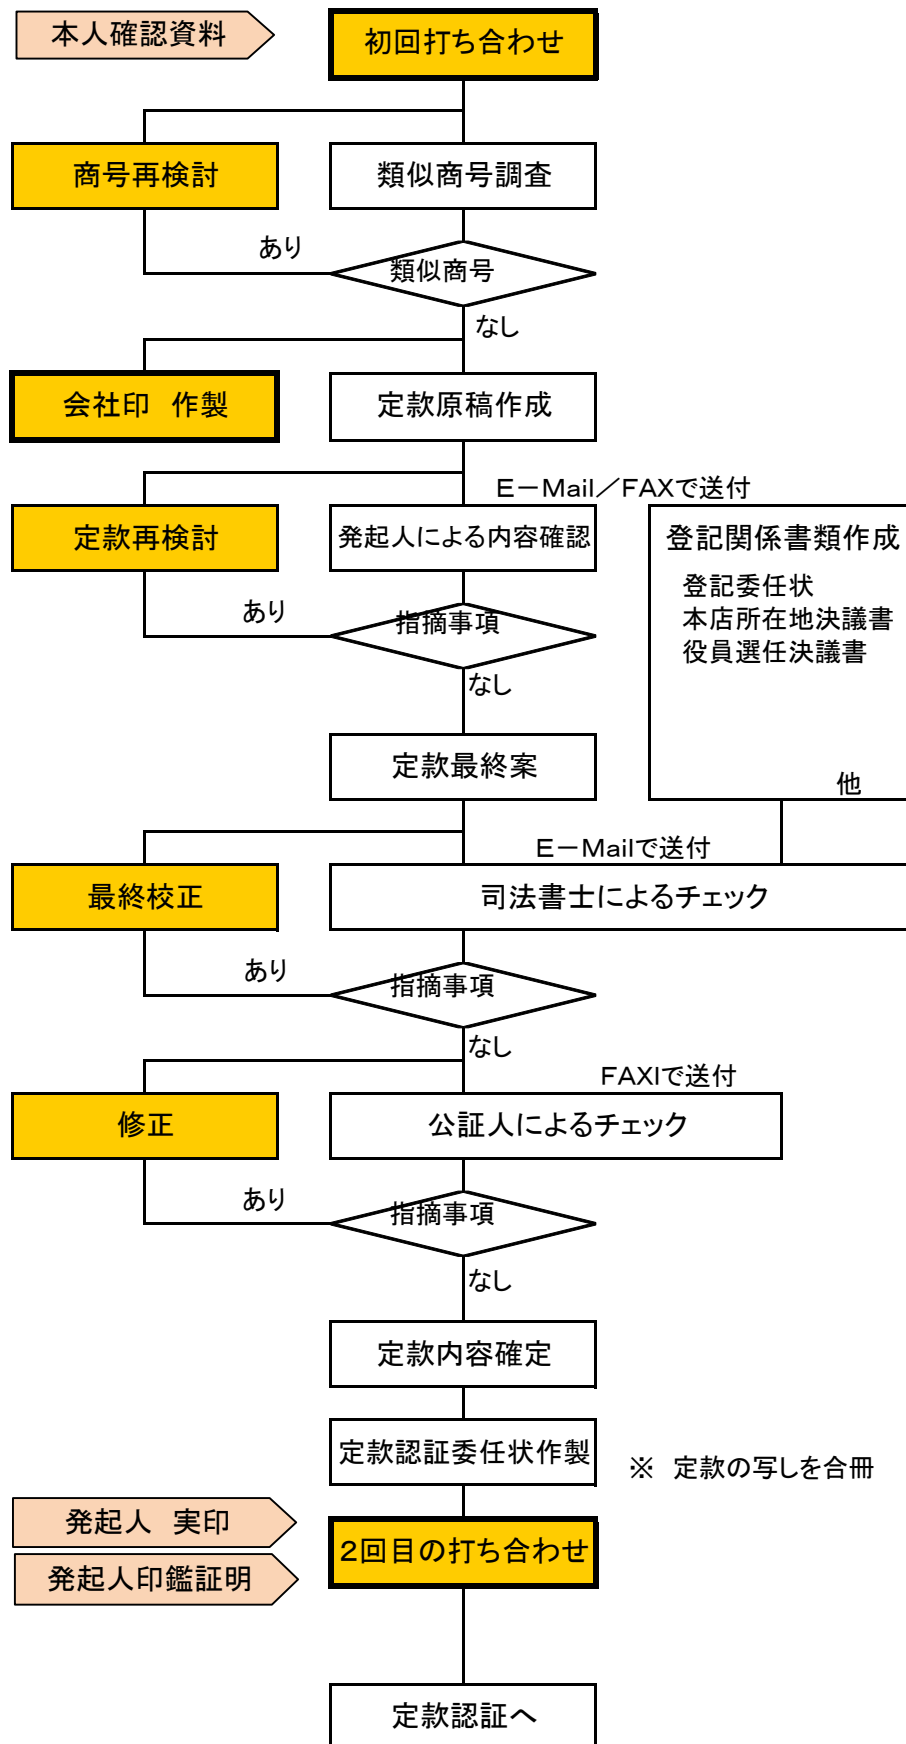 本人確認資料
初回打ち合わせ
商号再検討
類似商号調査
あり
類似商号
なし
会社印　作製
定款原稿作成
E－Mail／FAXで送付
定款再検討
発起人による内容確認
登記関係書類作成
登記委任状
本店所在地決議書
役員選任決議書
他
あり
指摘事項
なし
定款最終案
E－Mailで送付
最終校正
司法書士によるチェック
あり
指摘事項
なし
FAXIで送付
修正
公証人によるチェック
あり
指摘事項
なし
定款内容確定
定款認証委任状作製
※　定款の写しを合冊
発起人　実印
2回目の打ち合わせ
発起人印鑑証明
定款認証へ